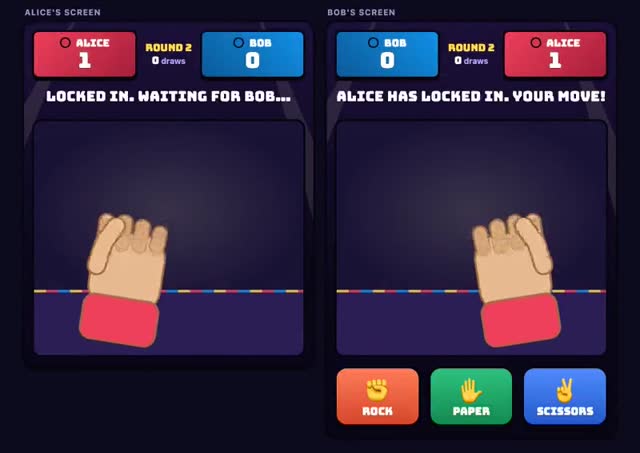 ALICE'S SCREEN
ALICE
1
ROUND 2
0 draws
BOB
0
LOCKED IN. WAITING FOR BOB...
BOB'S SCREEN
BOB
0
ROUND 2
0 draws
ALICE
1
ALICE HAS LOCKED IN. YOUR MOVE!
ROCK
PAPER
SCISSORS